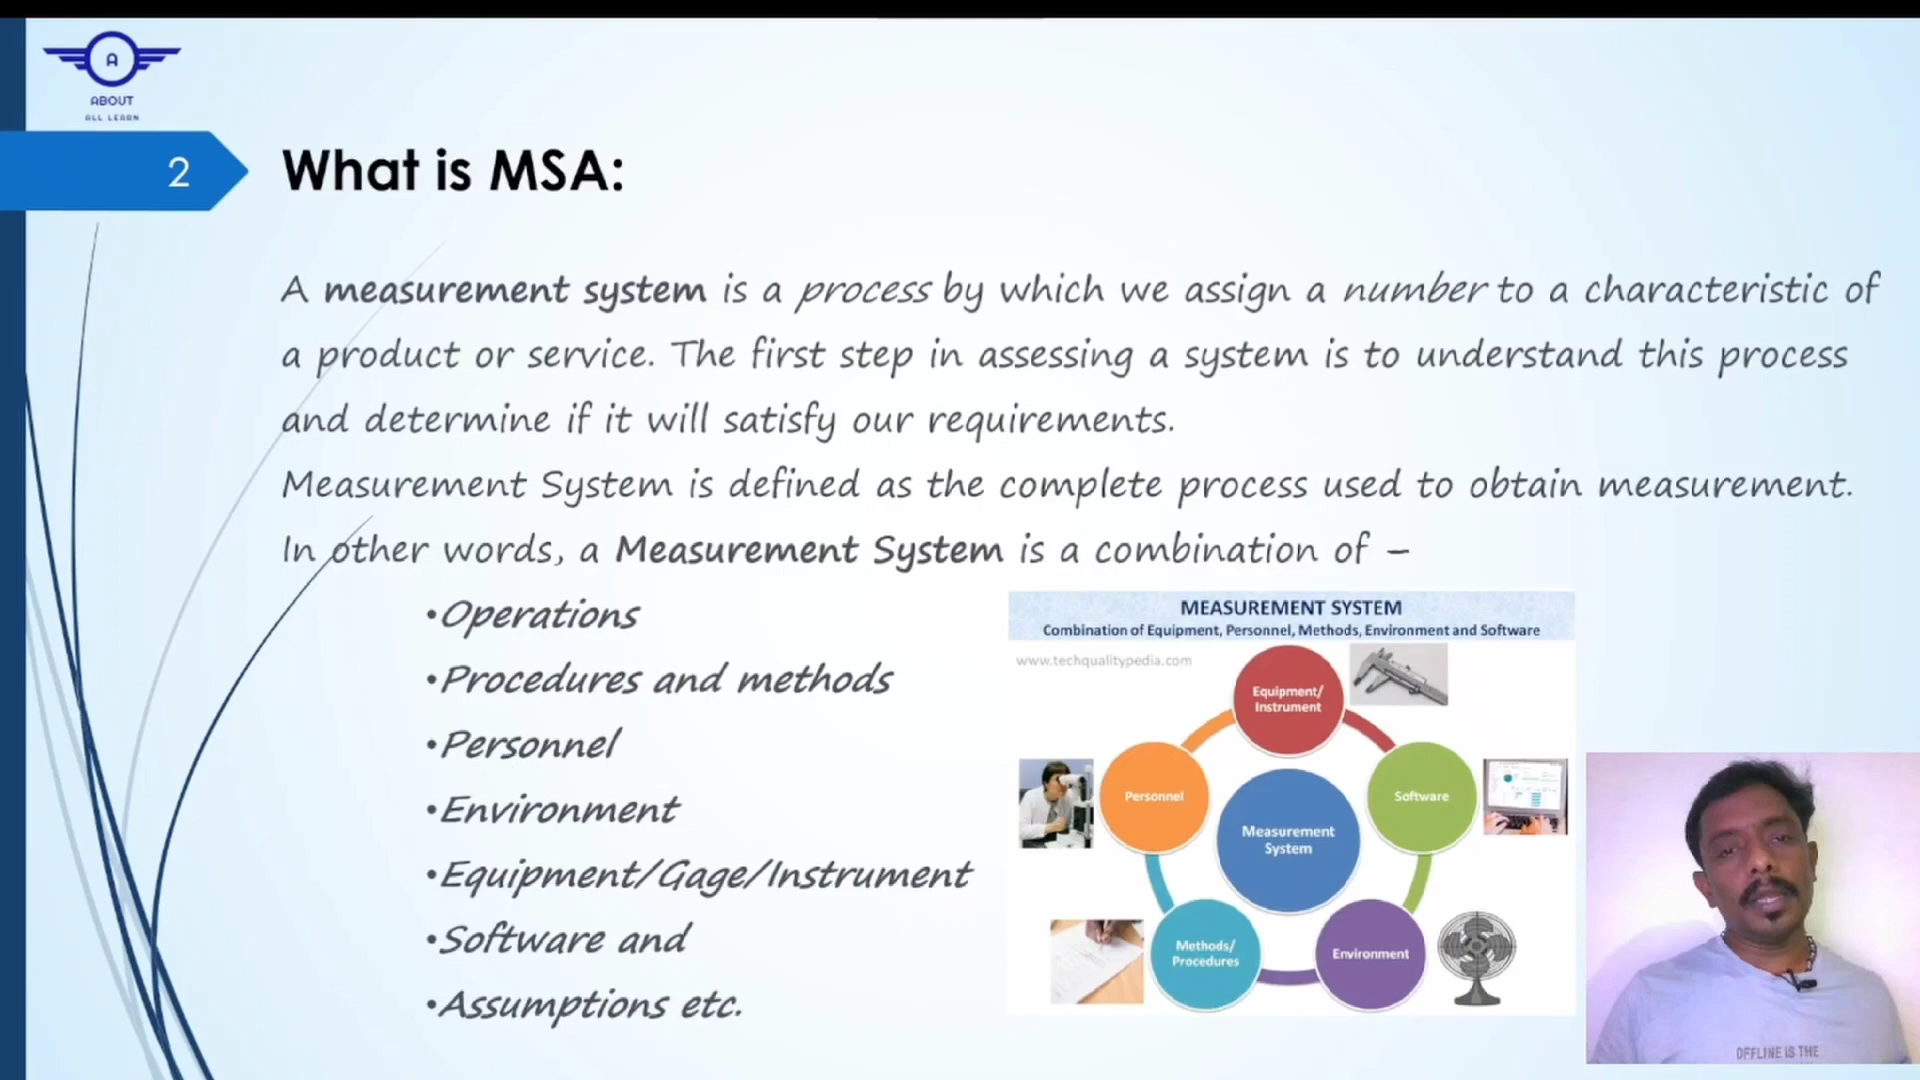 A
ABOUT
ALL LEARN
2
What is MSA:
A measurement system is a process by which we assign a number to a characteristic of
a product or service. The first step in assessing a system is to understand this process
and determine if it will satisfy our requirements.
Measurement System is defined as the complete process used to obtain measurement.
In other words, a Measurement System is a combination of –
•Operations
•Procedures and methods
•Personnel
•Environment
•Equipment/Gage/Instrument
•Software and
•Assumptions etc.
MEASUREMENT SYSTEM
Combination of Equipment, Personnel, Methods, Environment and Software
www.techqualitypedia.com
Equipment/
Instrument
Personnel
Software
Measurement
System
Methods/
Procedures
Environment
OFFLINE IS THE